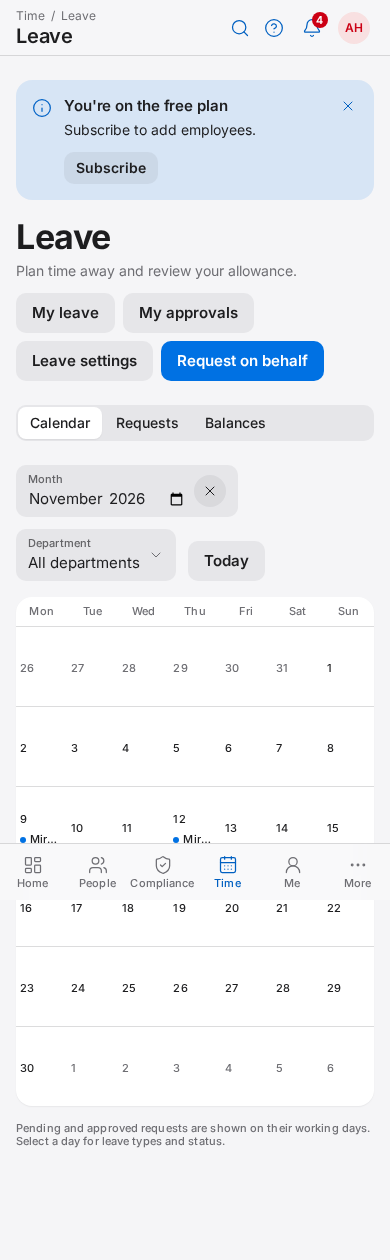 Time / Leave
Leave
4
AH
You're on the free plan
Subscribe to add employees.
Subscribe
Leave
Plan time away and review your allowance.
My leave My approvals
Leave settings Request on behalf
Calendar Requests Balances
Month
November 2026
Department
All departments
Today
Mon Tue Wed Thu Fri Sat Sun
26 27 28 29 30 31 1
2 3 4 5 6 7 8
9 10 11 12 13 14 15
Mir... Mir...
Home People Compliance Time Me More
16 17 18 19 20 21 22
23 24 25 26 27 28 29
30 1 2 3 4 5 6
Pending and approved requests are shown on their working days.
Select a day for leave types and status.